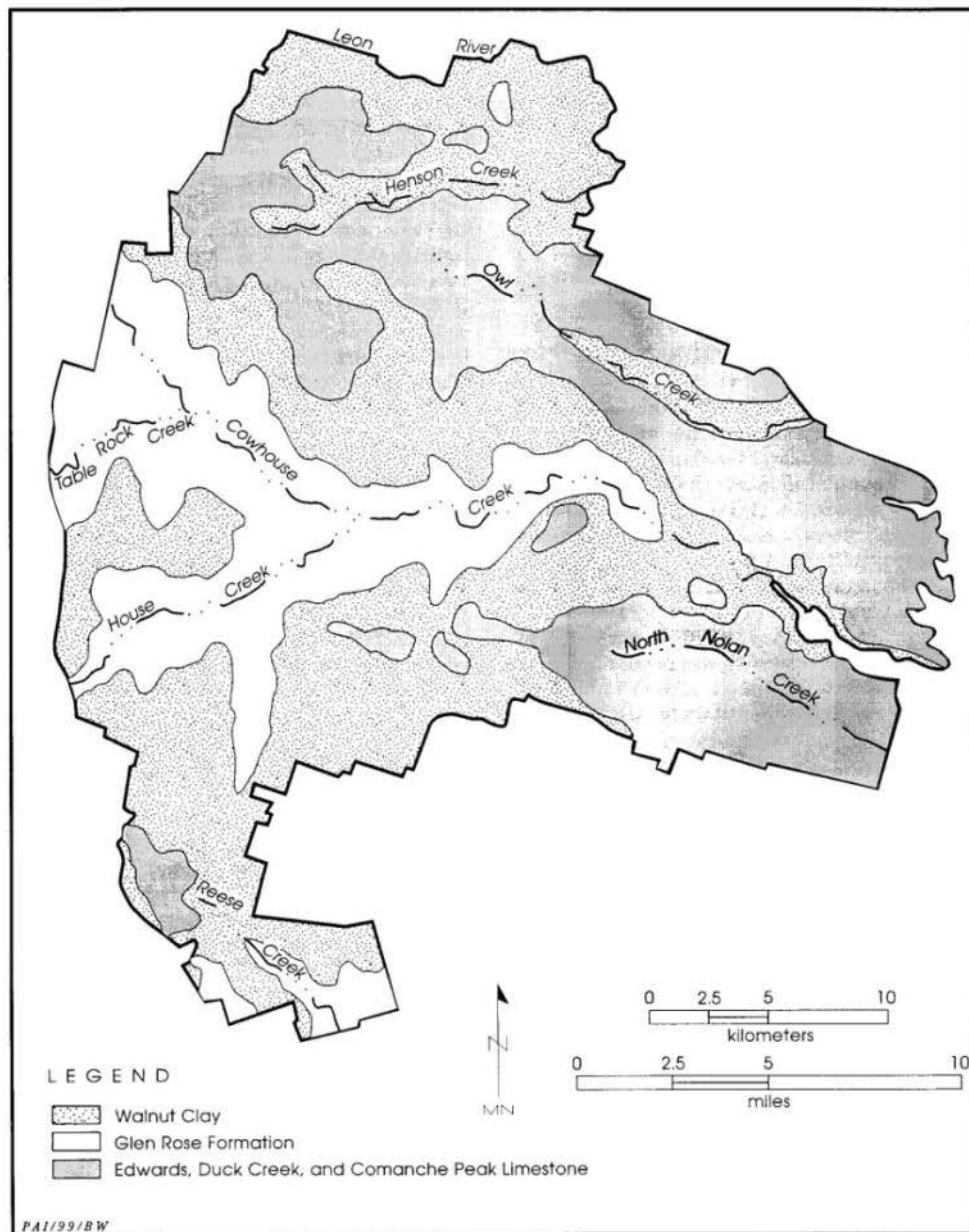 Leon River
Henson Creek
Owl
Creek
Table Rock Creek
Cowhouse
Creek
House Creek
North Nolan
Creek
Reese
Creek
N
MN
0 2.5 5 10
kilometers
0 2.5 5 10
miles
LEGEND
Walnut Clay
Glen Rose Formation
Edwards, Duck Creek, and Comanche Peak Limestone
PAI/99/BW